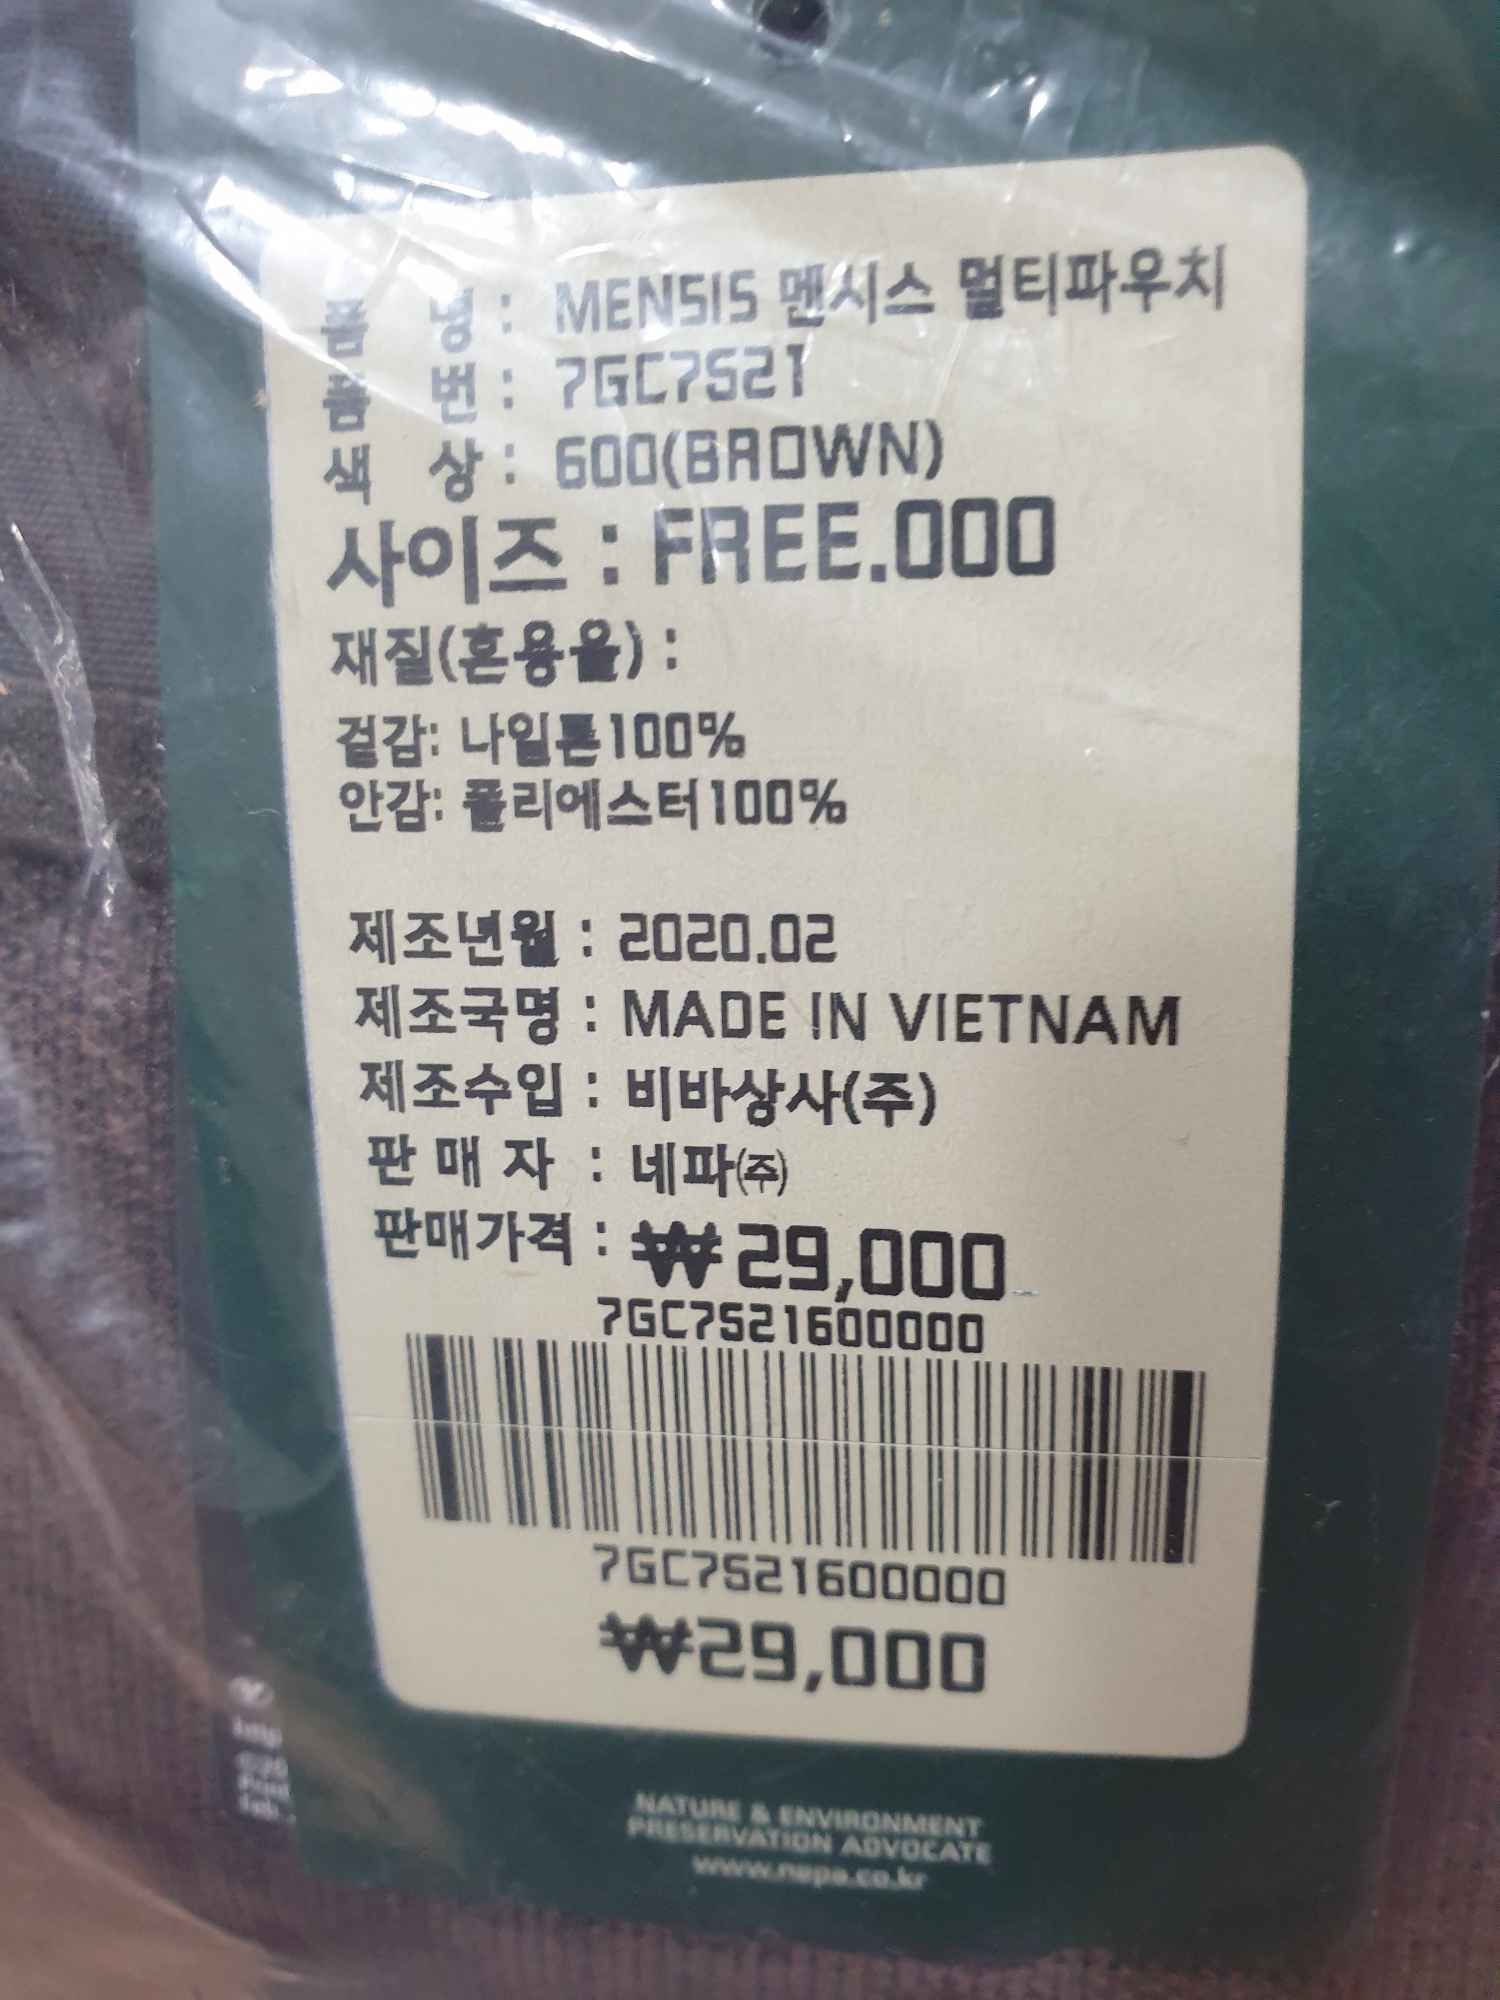 품 명 : MENSIS 멘시스 멀티파우치
품 번 : 7GC7521
색 상 : 600(BROWN)
사이즈 : FREE.000
재질(혼용율) :
겉감: 나일론100%
안감: 폴리에스터100%
제조년월 : 2020.02
제조국명 : MADE IN VIETNAM
제조수입 : 비바상사(주)
판 매 자 : 네파㈜
판매가격 : ₩29,000
7GC7521600000
7GC7521600000
₩29,000
NATURE & ENVIRONMENT
PRESERVATION ADVOCATE
www.nepa.co.kr